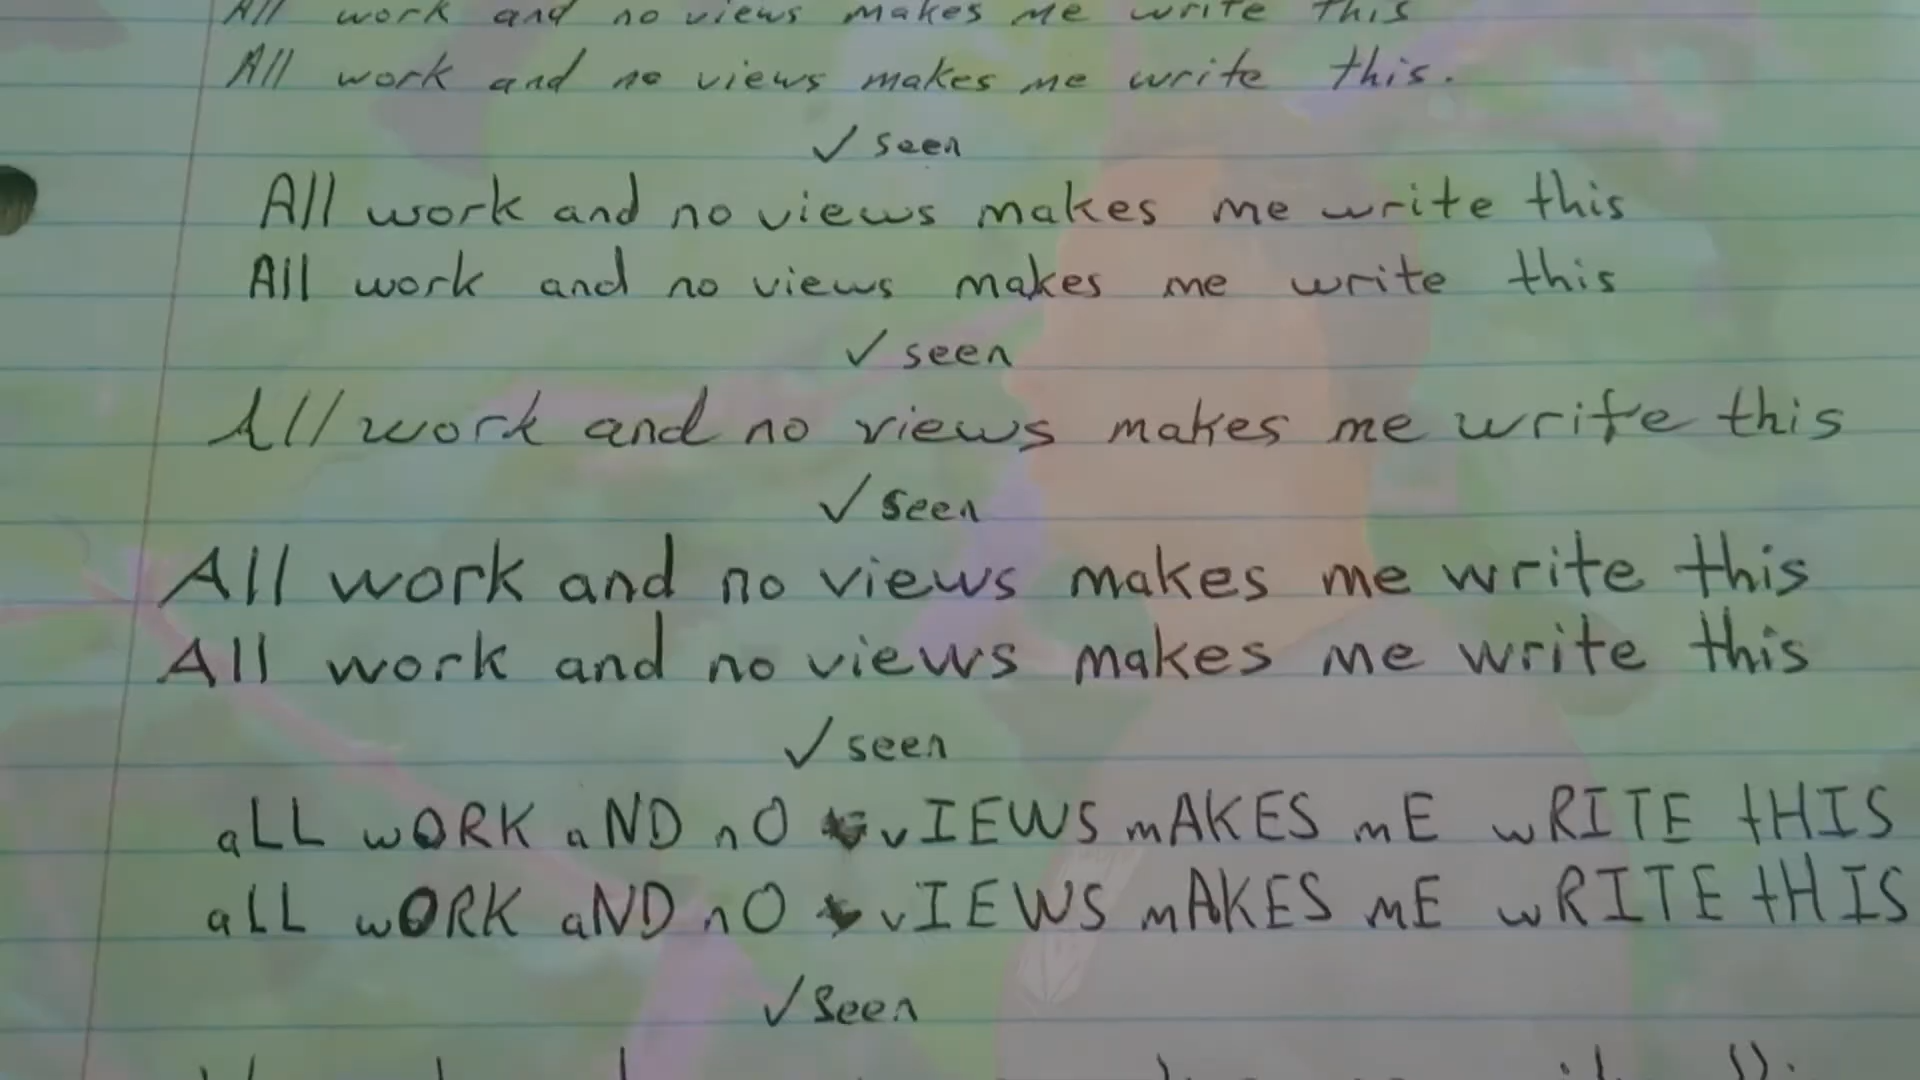 All work and no views makes me write this
All work and no views makes me write this.
✓ seen
All work and no views makes me write this
All work and no views makes me write this
✓ seen
All work and no views makes me write this
✓ seen
All work and no views makes me write this
All work and no views makes me write this
✓ seen
aLL wORK aND nO vIEWS mAKES mE wRITE tHIS
aLL wORK aND nO vIEWS mAKES mE wRITE tHIS
✓ Seen